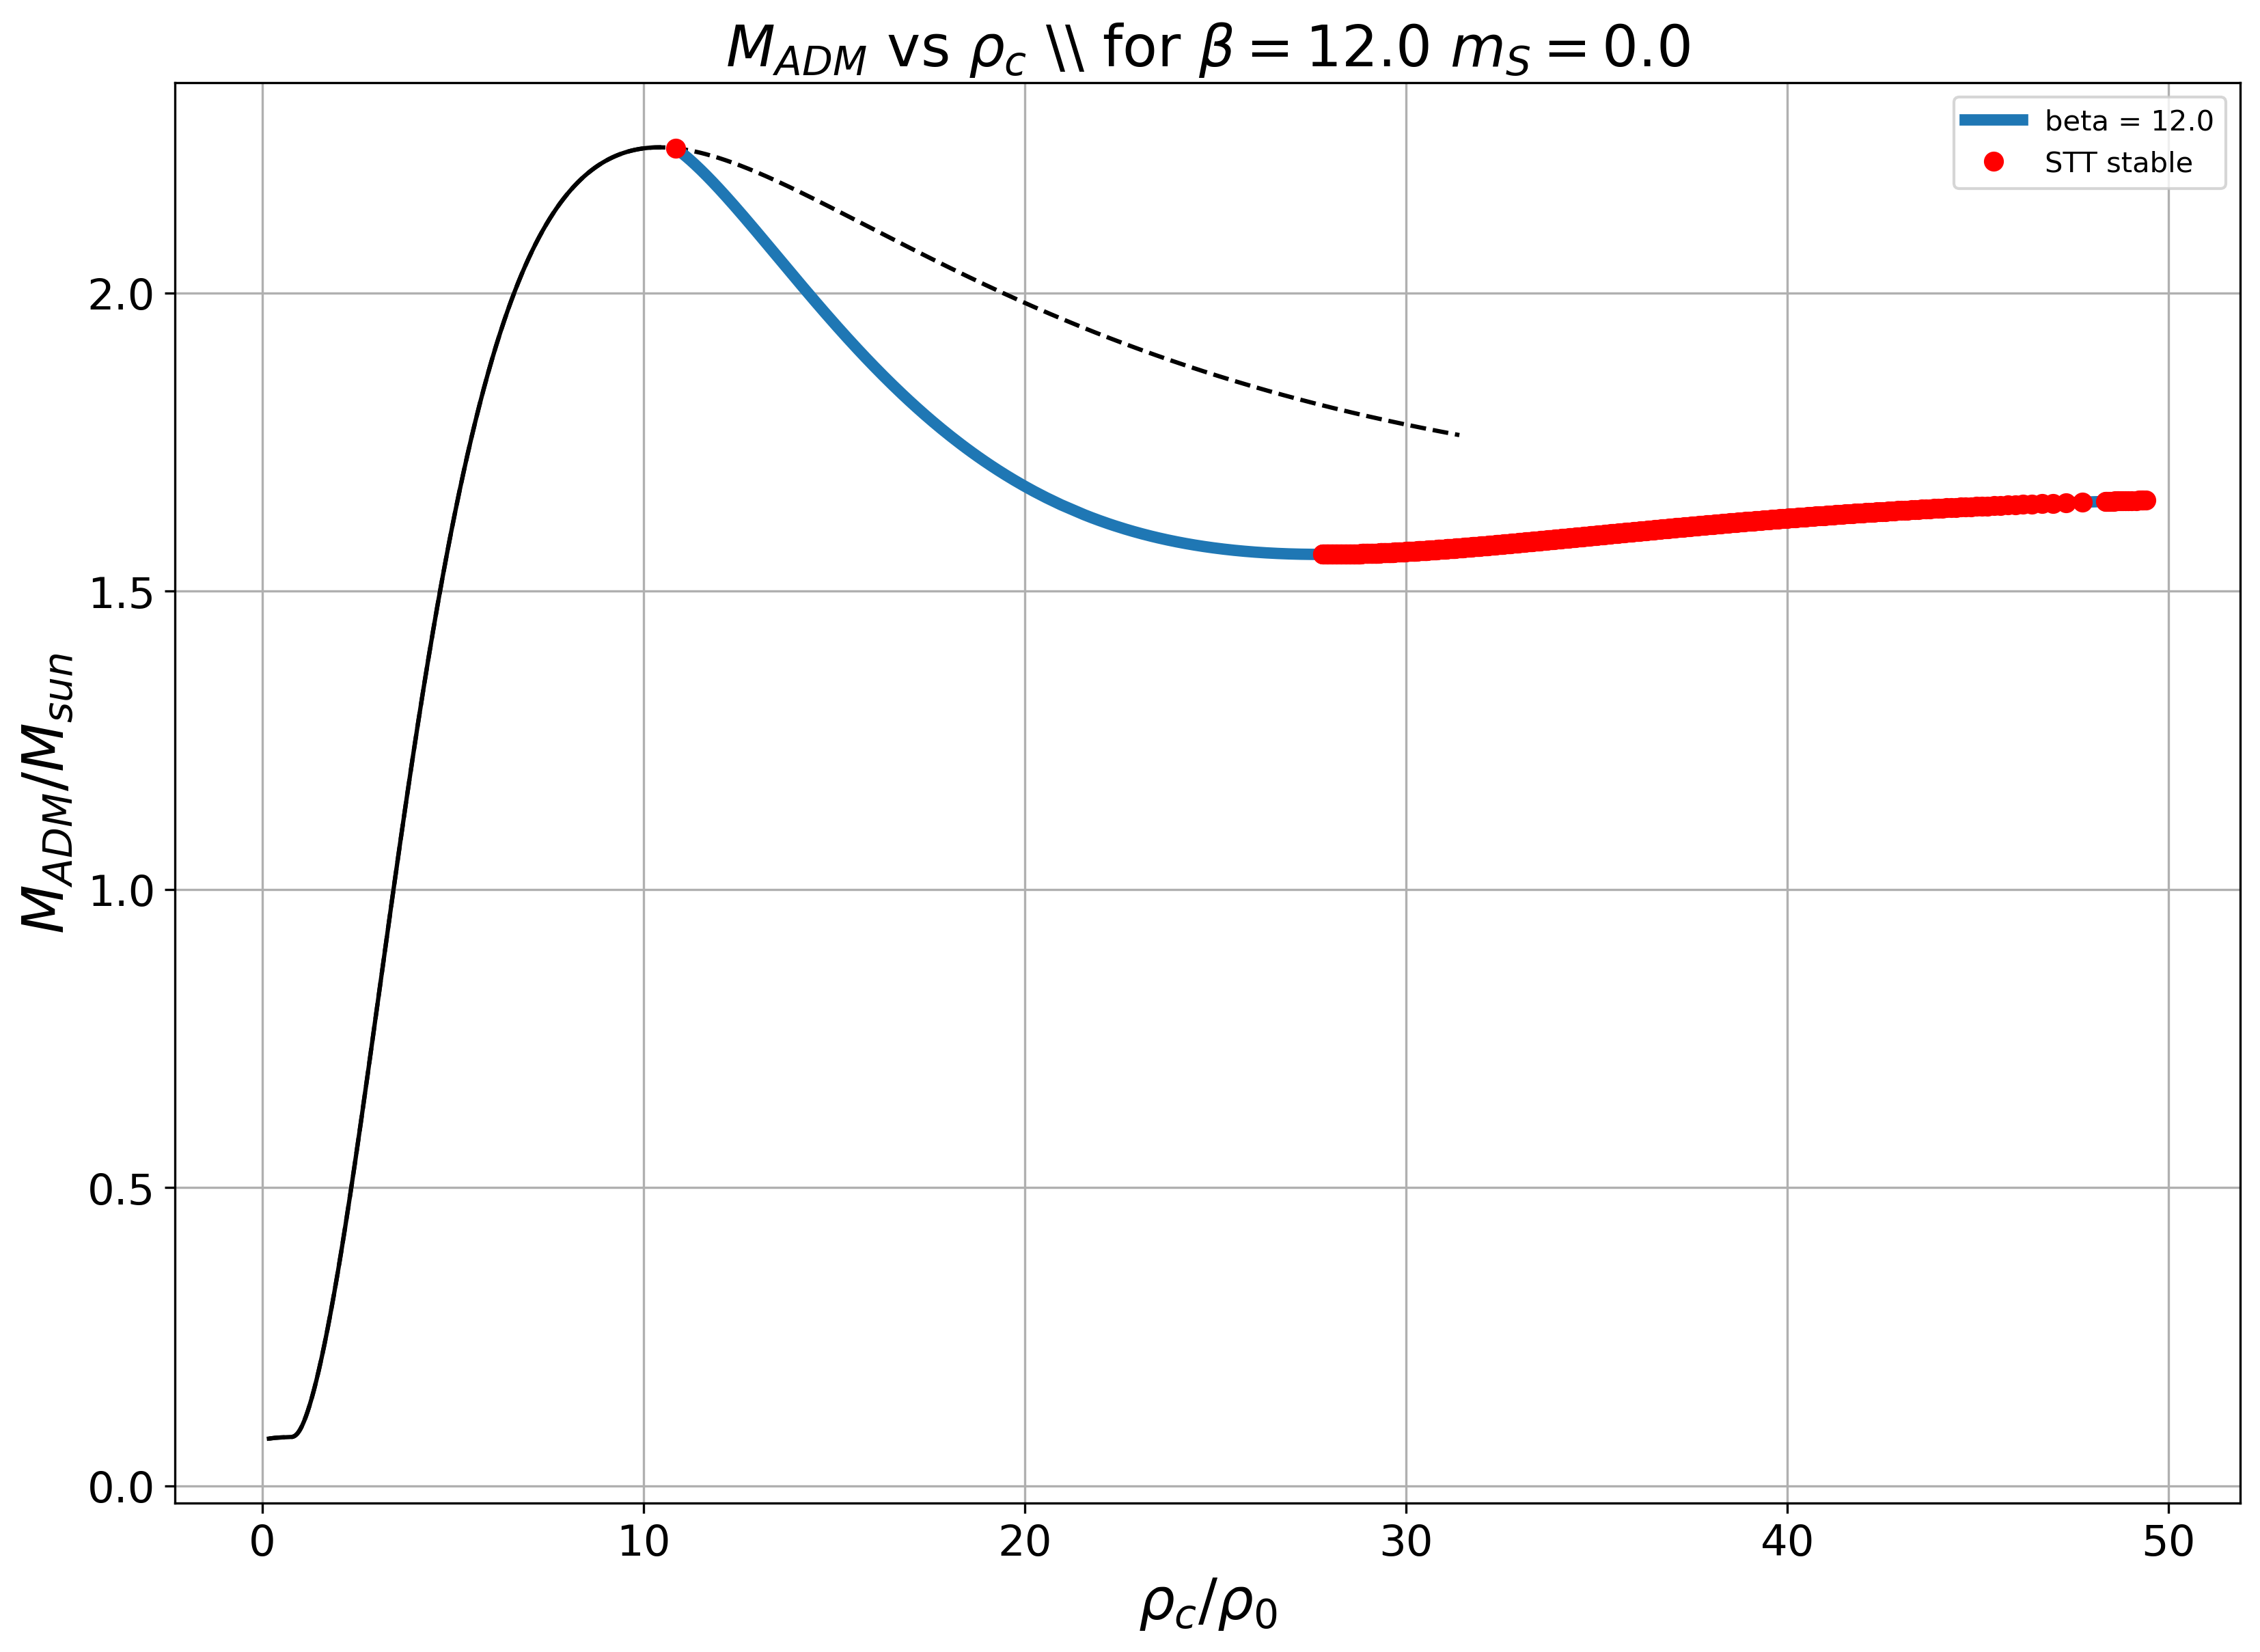 M_ADM vs ρ_c \\ for β = 12.0 m_S = 0.0
beta = 12.0
STT stable
M_ADM/M_sun
2.0
1.5
1.0
0.5
0.0
0 10 20 30 40 50
ρ_c/ρ_0